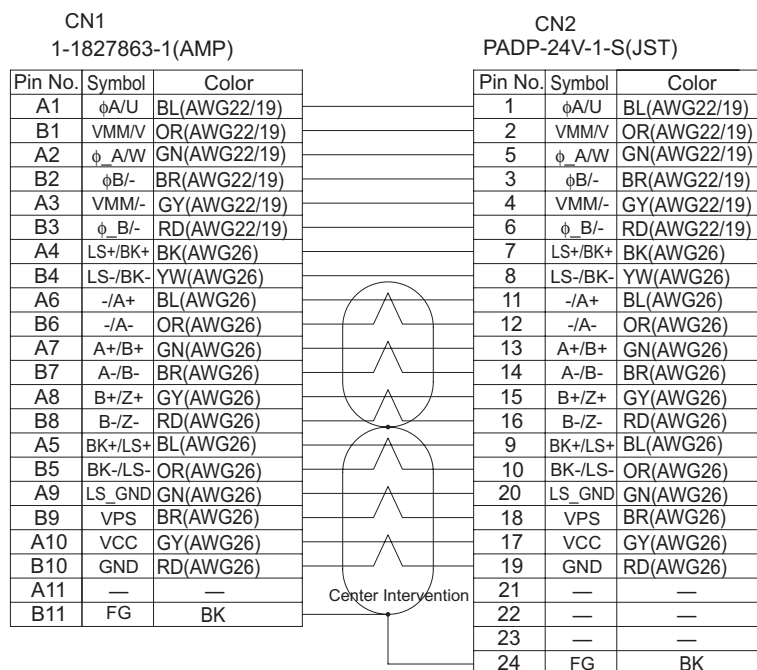 CN1
1-1827863-1(AMP)
CN2
PADP-24V-1-S(JST)
Pin No. Symbol Color Pin No. Symbol Color
A1 φA/U BL(AWG22/19) 1 φA/U BL(AWG22/19)
B1 VMM/V OR(AWG22/19) 2 VMM/V OR(AWG22/19)
A2 φ_A/W GN(AWG22/19) 5 φ_A/W GN(AWG22/19)
B2 φB/- BR(AWG22/19) 3 φB/- BR(AWG22/19)
A3 VMM/- GY(AWG22/19) 4 VMM/- GY(AWG22/19)
B3 φ_B/- RD(AWG22/19) 6 φ_B/- RD(AWG22/19)
A4 LS+/BK+ BK(AWG26) 7 LS+/BK+ BK(AWG26)
B4 LS-/BK- YW(AWG26) 8 LS-/BK- YW(AWG26)
A6 -/A+ BL(AWG26) 11 -/A+ BL(AWG26)
B6 -/A- OR(AWG26) 12 -/A- OR(AWG26)
A7 A+/B+ GN(AWG26) 13 A+/B+ GN(AWG26)
B7 A-/B- BR(AWG26) 14 A-/B- BR(AWG26)
A8 B+/Z+ GY(AWG26) 15 B+/Z+ GY(AWG26)
B8 B-/Z- RD(AWG26) 16 B-/Z- RD(AWG26)
A5 BK+/LS+ BL(AWG26) 9 BK+/LS+ BL(AWG26)
B5 BK-/LS- OR(AWG26) 10 BK-/LS- OR(AWG26)
A9 LS_GND GN(AWG26) 20 LS_GND GN(AWG26)
B9 VPS BR(AWG26) 18 VPS BR(AWG26)
A10 VCC GY(AWG26) 17 VCC GY(AWG26)
B10 GND RD(AWG26) 19 GND RD(AWG26)
A11 — — Center Intervention 21 — —
B11 FG BK 22 — —
23 — —
24 FG BK